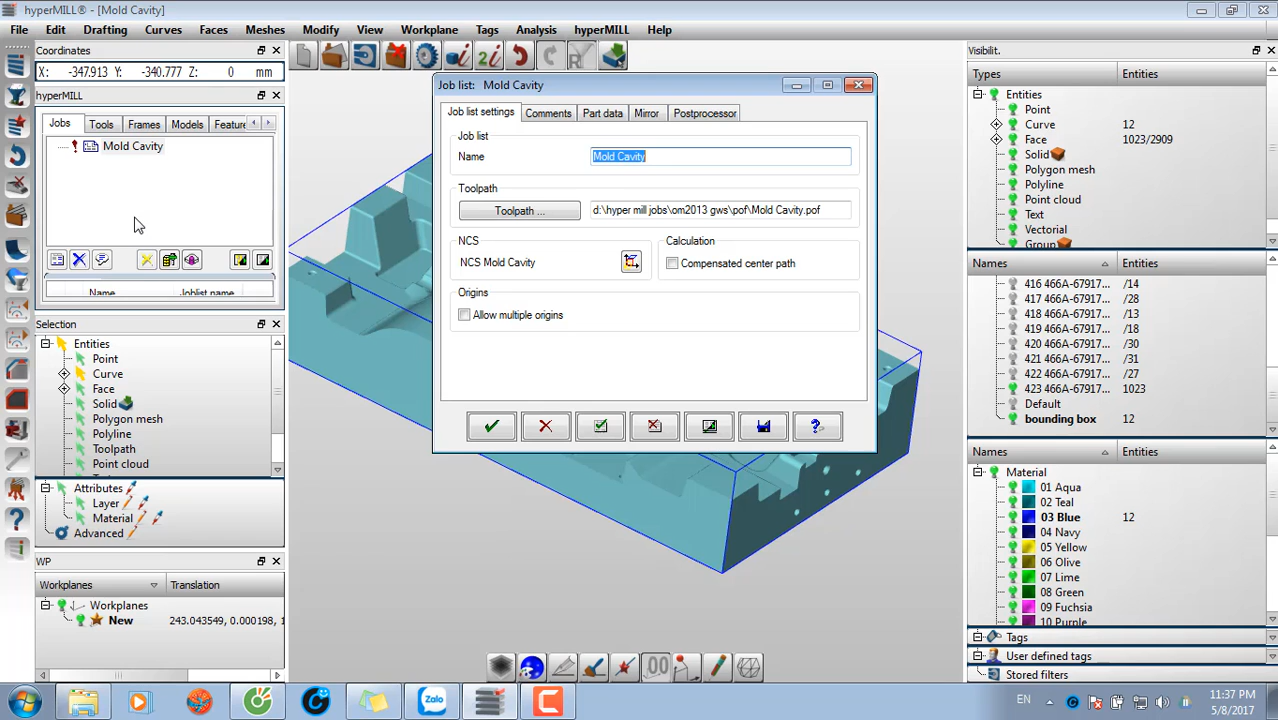 hyperMILL® - [Mold Cavity]
File Edit Drafting Curves Faces Meshes Modify View Workplane Tags Analysis hyperMILL Help
Coordinates
X: -347.913 Y: -340.777 Z: 0 mm
hyperMILL
Jobs Tools Frames Models Feature
Mold Cavity
Name Joblist name
Selection
Entities
Point
Curve
Face
Solid
Polygon mesh
Polyline
Toolpath
Point cloud
Attributes
Layer
Material
Advanced
WP
Workplanes Translation
Workplanes
New 243.043549, 0.000198, 1
Job list: Mold Cavity
Job list settings Comments Part data Mirror Postprocessor
Job list
Name Mold Cavity
Toolpath
Toolpath ... d:\hyper mill jobs\om2013 gws\pof\Mold Cavity.pof
NCS
NCS Mold Cavity
Calculation
Compensated center path
Origins
Allow multiple origins
Visibilit.
Types Entities
Entities
Point
Curve 12
Face 1023/2909
Solid
Polygon mesh
Polyline
Point cloud
Text
Vectorial
Group
Names Entities
416 466A-67917... /14
417 466A-67917... /28
418 466A-67917... /13
419 466A-67917... /18
420 466A-67917... /30
421 466A-67917... /31
422 466A-67917... /27
423 466A-67917... 1023
Default
bounding box 12
Names Entities
Material
01 Aqua
02 Teal
03 Blue 12
04 Navy
05 Yellow
06 Olive
07 Lime
08 Green
09 Fuchsia
10 Purple
Tags
User defined tags
Stored filters
Zalo
EN
11:37 PM
5/8/2017